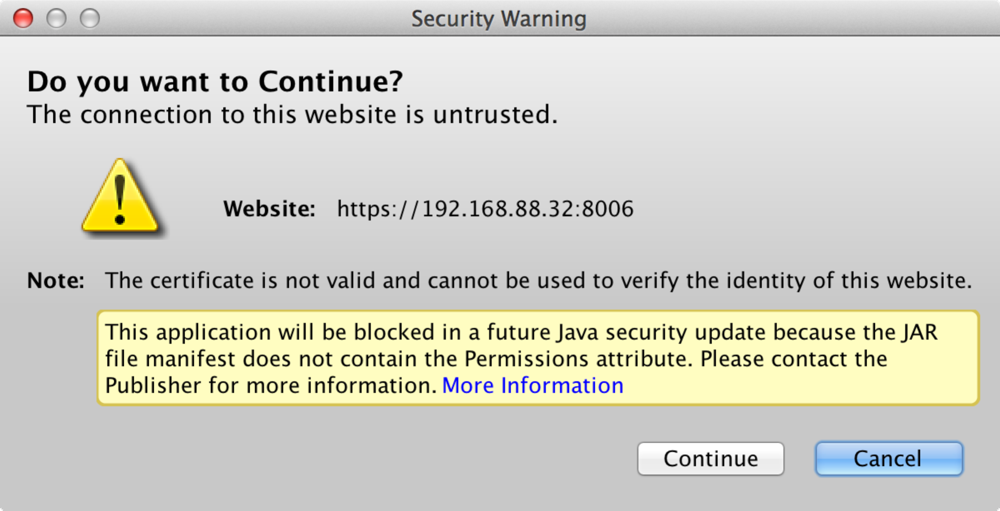 Security Warning
Do you want to Continue?
The connection to this website is untrusted.
Website: https://192.168.88.32:8006
Note: The certificate is not valid and cannot be used to verify the identity of this website.
This application will be blocked in a future Java security update because the JAR
file manifest does not contain the Permissions attribute. Please contact the
Publisher for more information. More Information
Continue Cancel